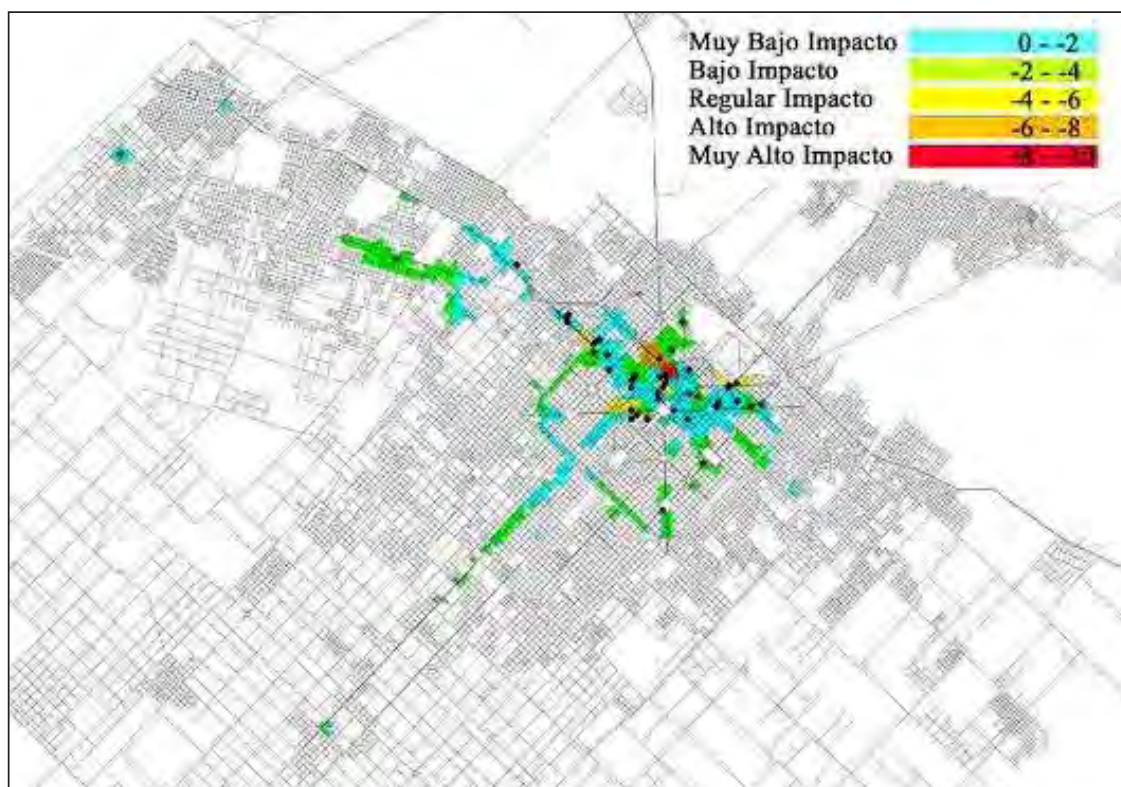 Muy Bajo Impacto 0 - -2
Bajo Impacto -2 - -4
Regular Impacto -4 - -6
Alto Impacto -6 - -8
Muy Alto Impacto